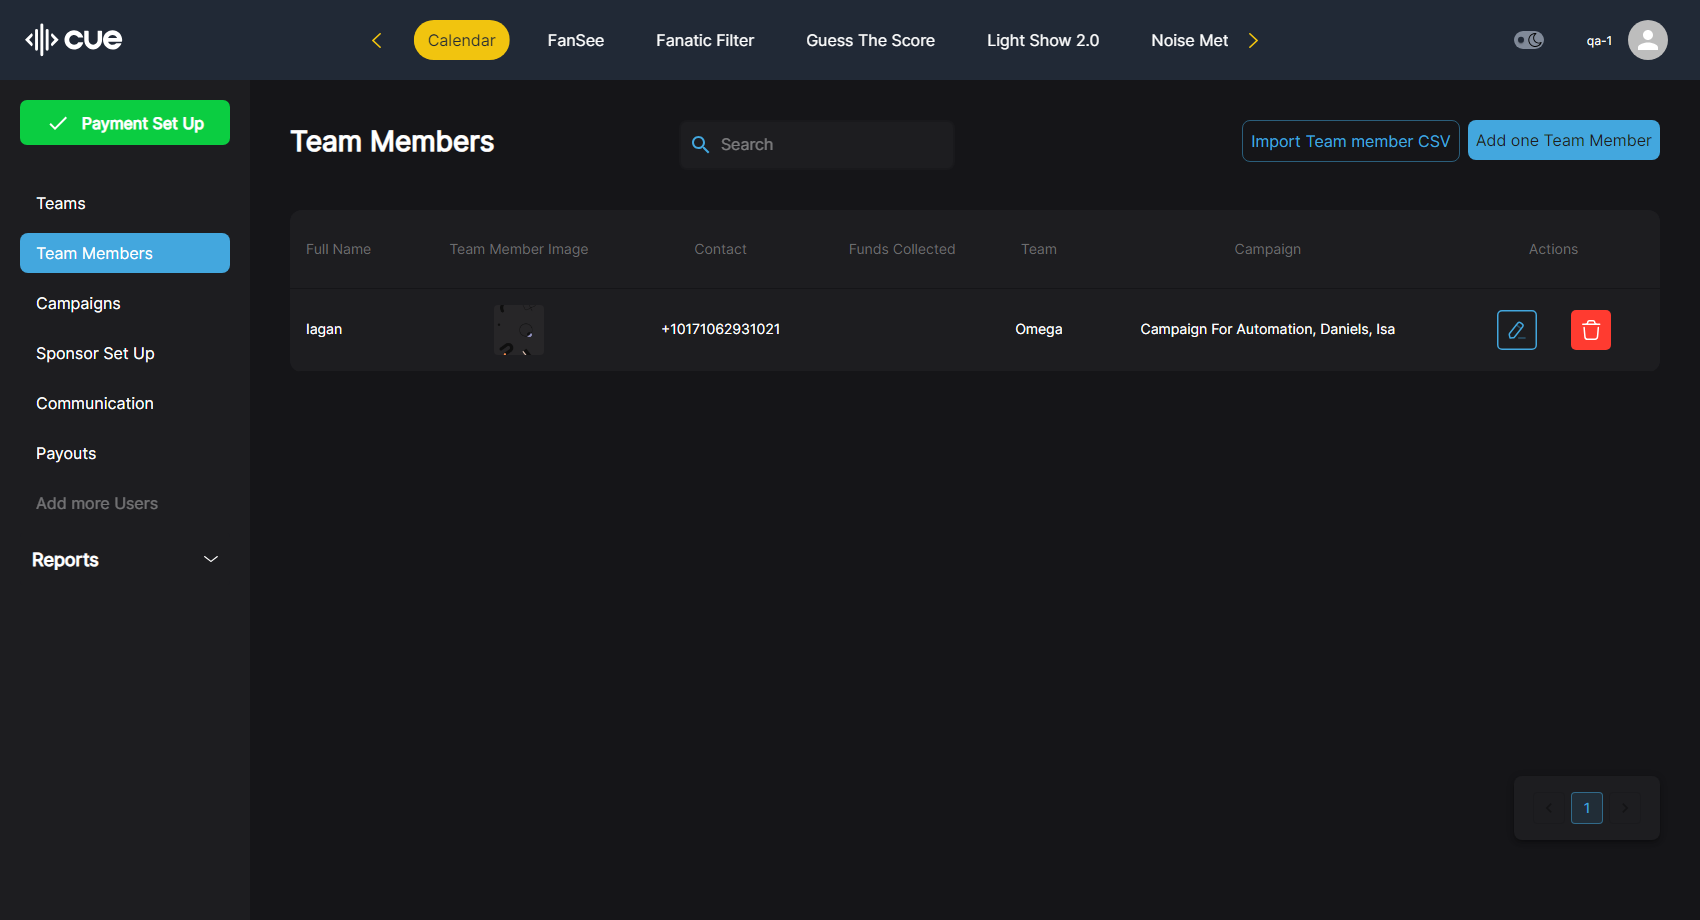 cue
Calendar
FanSee
Fanatic Filter
Guess The Score
Light Show 2.0
Noise Met
qa-1
Payment Set Up
Teams
Team Members
Campaigns
Sponsor Set Up
Communication
Payouts
Add more Users
Reports
Team Members
Search
Import Team member CSV
Add one Team Member
Full Name Team Member Image Contact Funds Collected Team Campaign Actions
lagan +10171062931021 Omega Campaign For Automation, Daniels, Isa
1